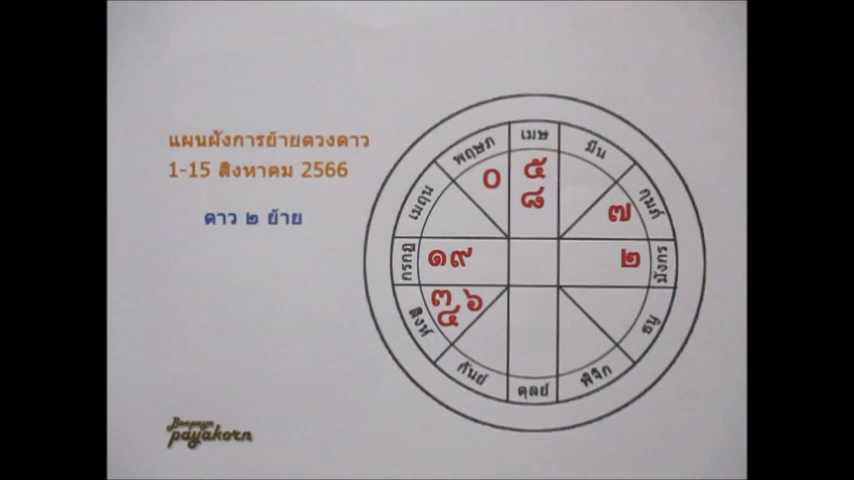 แผนผังการย้ายดวงดาว
1-15 สิงหาคม 2566
ดาว ๒ ย้าย
เมษ
พฤษภ
มีน
เมถุน
กุมภ์
กรกฎ
มังกร
สิงห์
ธนู
กันย์
ตุลย์
พิจิก
๐
๕
๘
๗
๑๙
๒
๓
๔
๖
payakorn